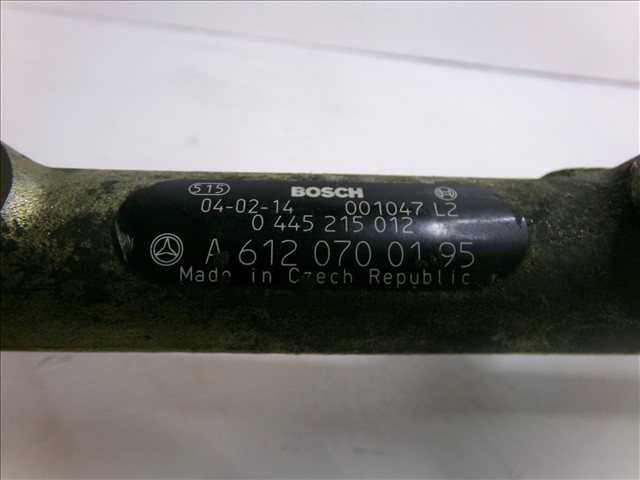 515 BOSCH
04-02-14 001047 L2
0 445 215 012
A 612 070 01 95
Made in Czech Republic